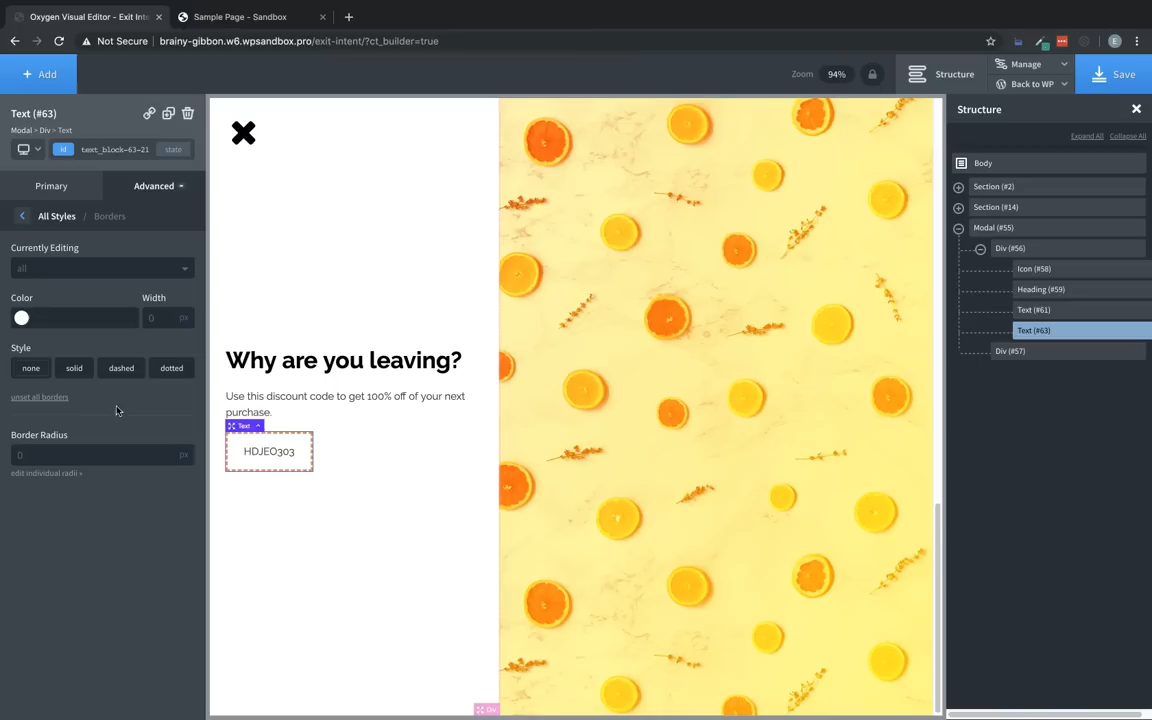 Oxygen Visual Editor - Exit Inte
Sample Page - Sandbox
Not Secure
brainy-gibbon.w6.wpsandbox.pro/exit-intent/?ct_builder=true
E
+ Add
Zoom
94%
Structure
Manage
Back to WP
Save
Text (#63)
Modal > Div > Text
id
text_block-63-21
state
Primary
Advanced
All Styles / Borders
Currently Editing
all
Color
Width
0 px
Style
none
solid
dashed
dotted
unset all borders
Border Radius
0 px
edit individual radii »
Why are you leaving?
Use this discount code to get 100% off of your next
purchase.
Text
HDJEO303
Div
Structure
Expand All
Collapse All
Body
Section (#2)
Section (#14)
Modal (#55)
Div (#56)
Icon (#58)
Heading (#59)
Text (#61)
Text (#63)
Div (#57)